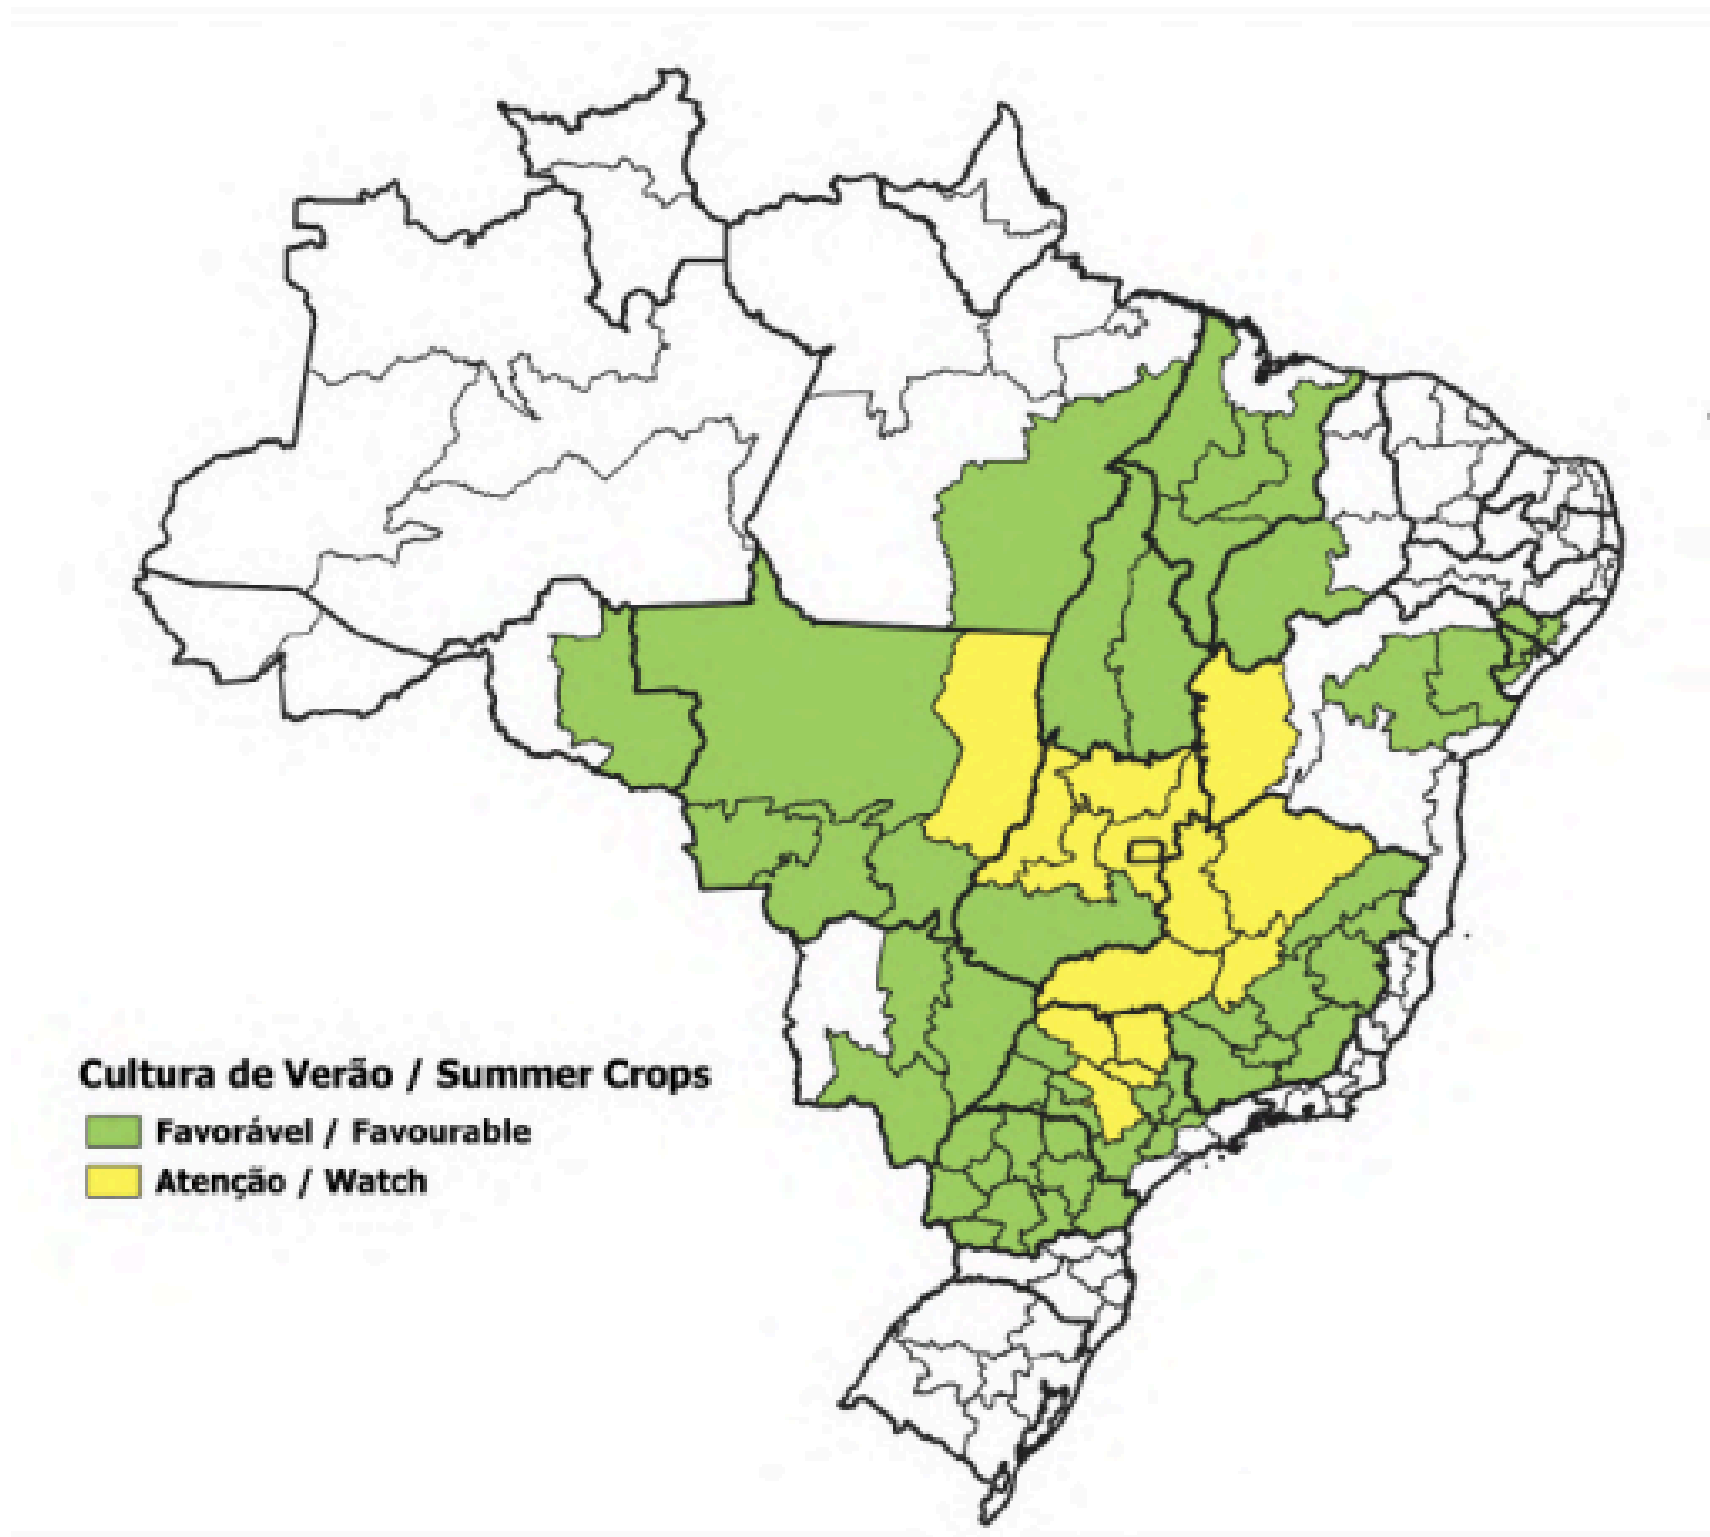 Cultura de Verão / Summer Crops
Favorável / Favourable
Atenção / Watch